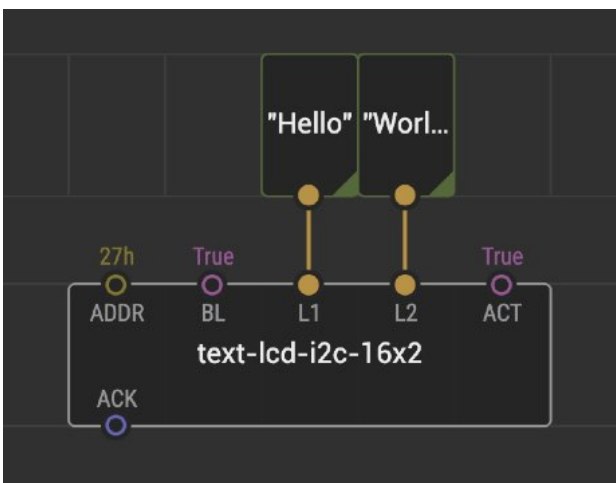 "Hello" "Worl...
27h True True
ADDR BL L1 L2 ACT
text-lcd-i2c-16x2
ACK